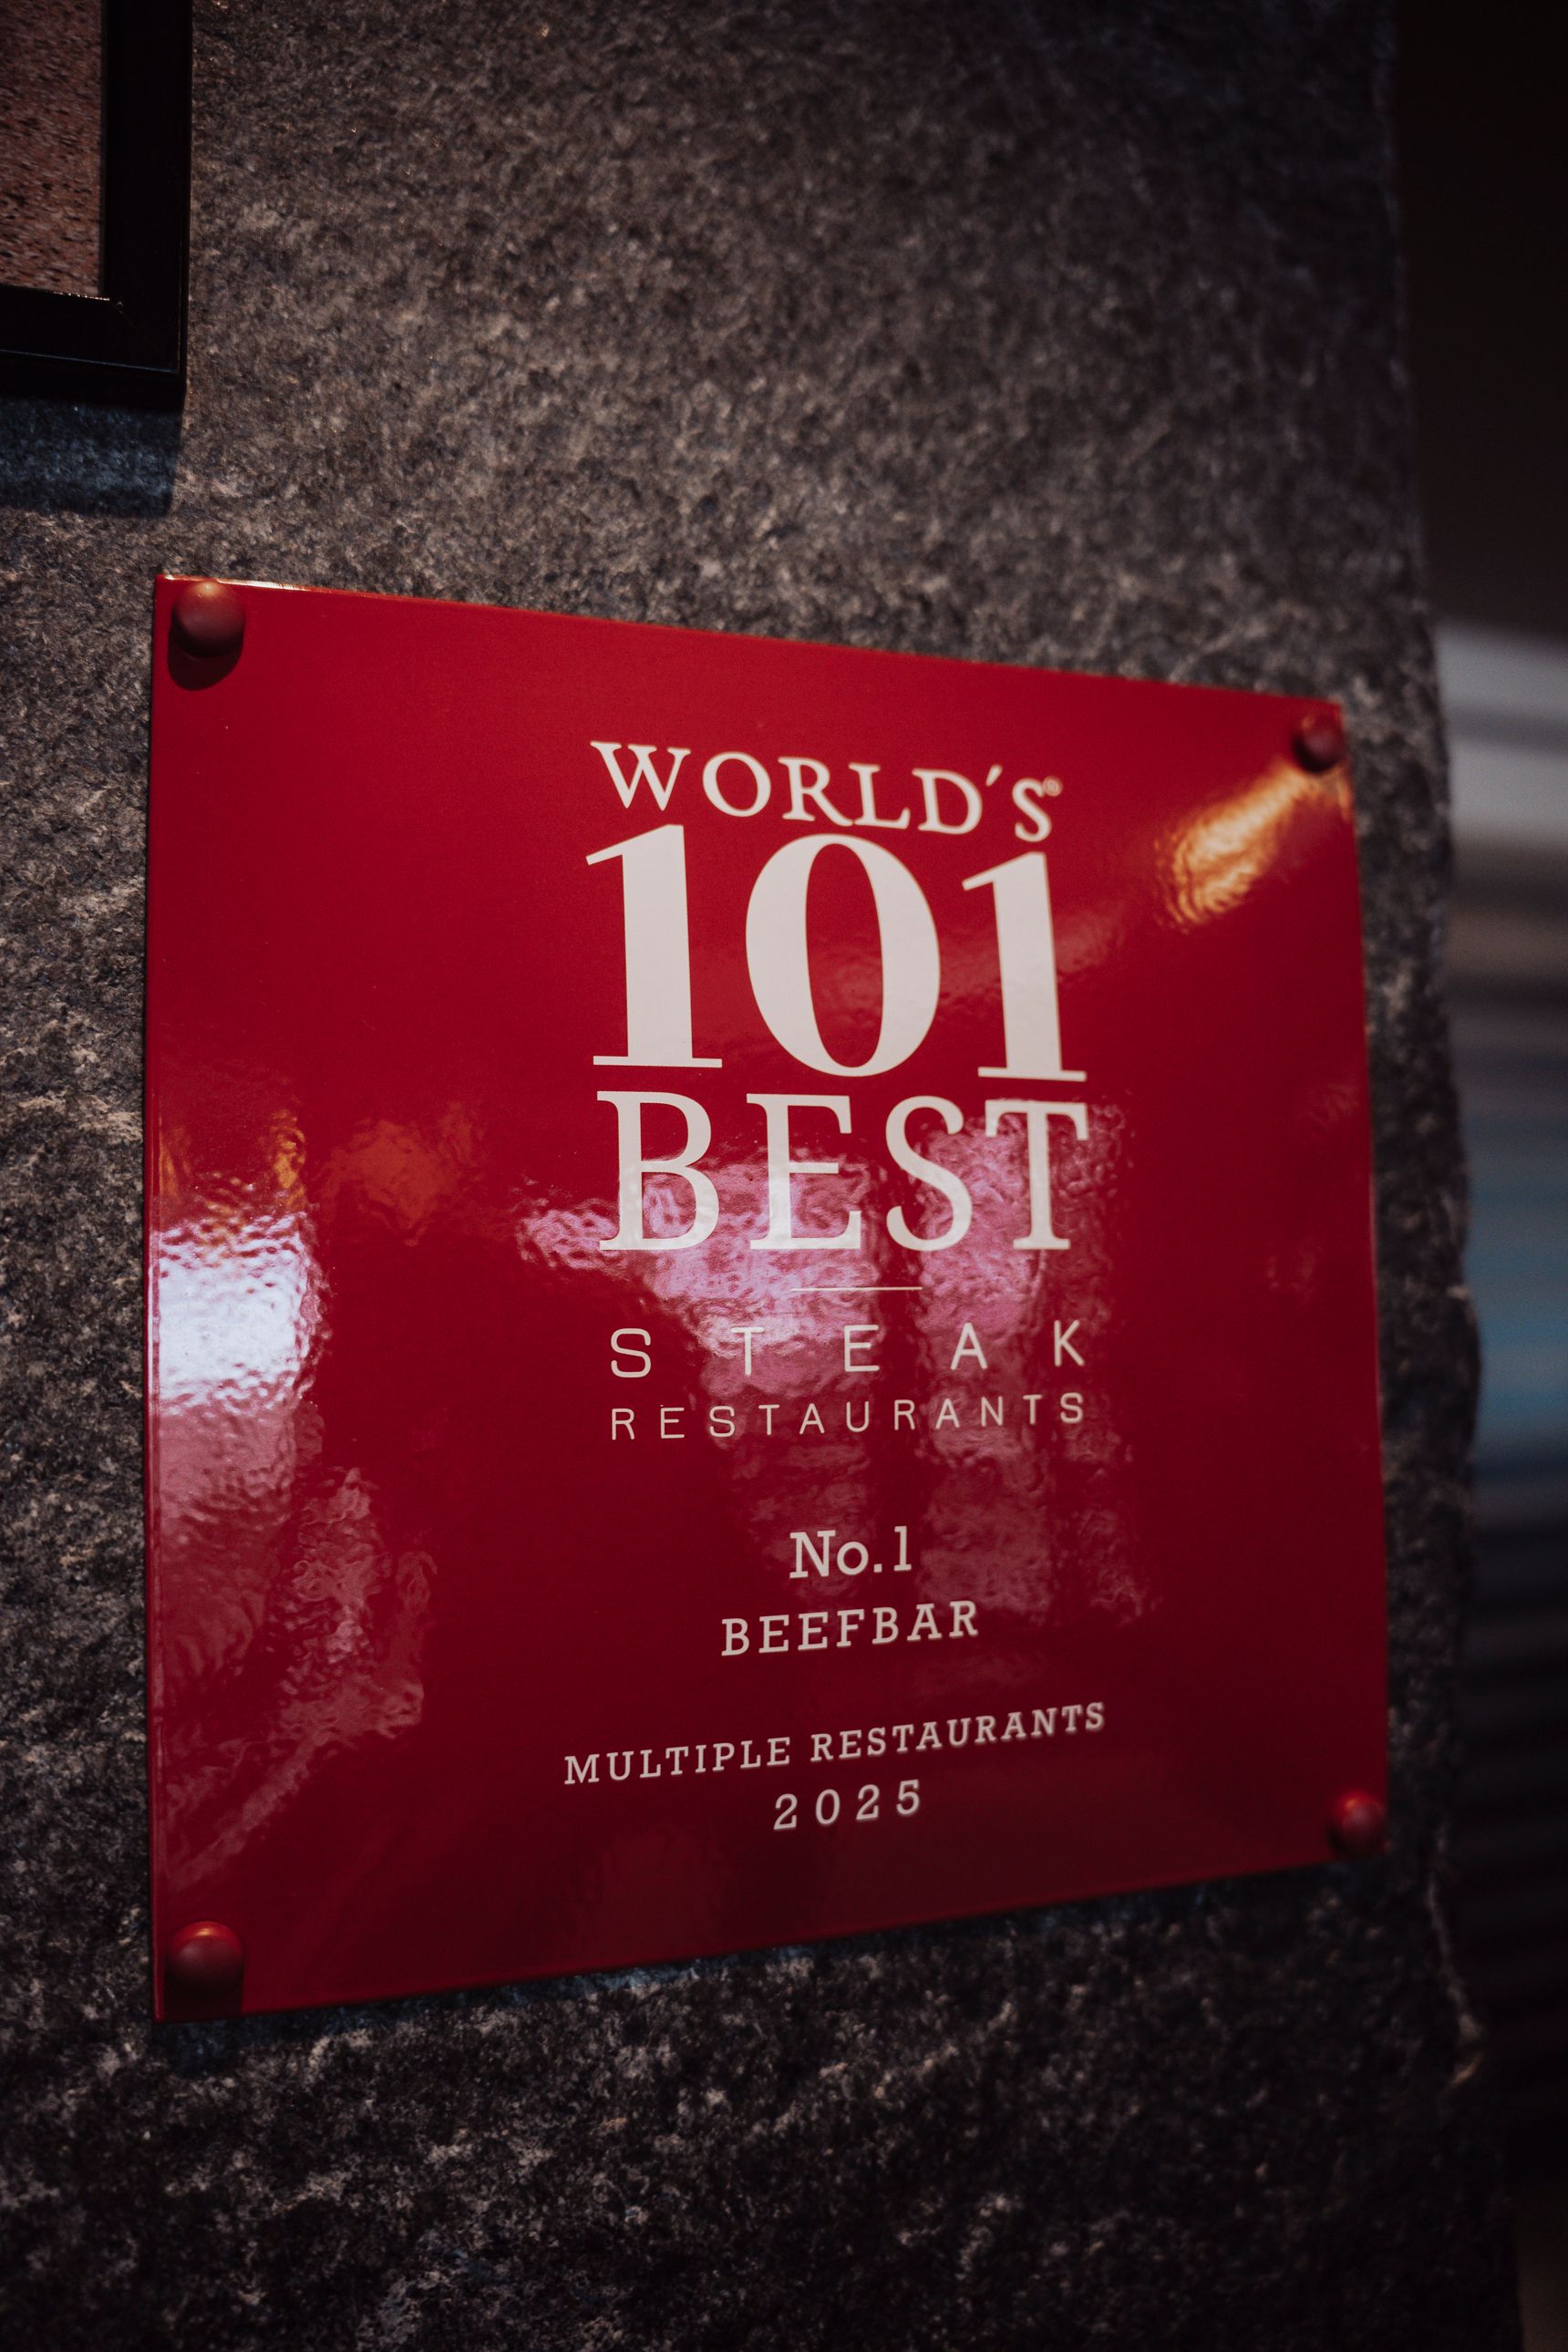 WORLD'S®
101
BEST
STEAK
RESTAURANTS
No.1
BEEFBAR
MULTIPLE RESTAURANTS
2025